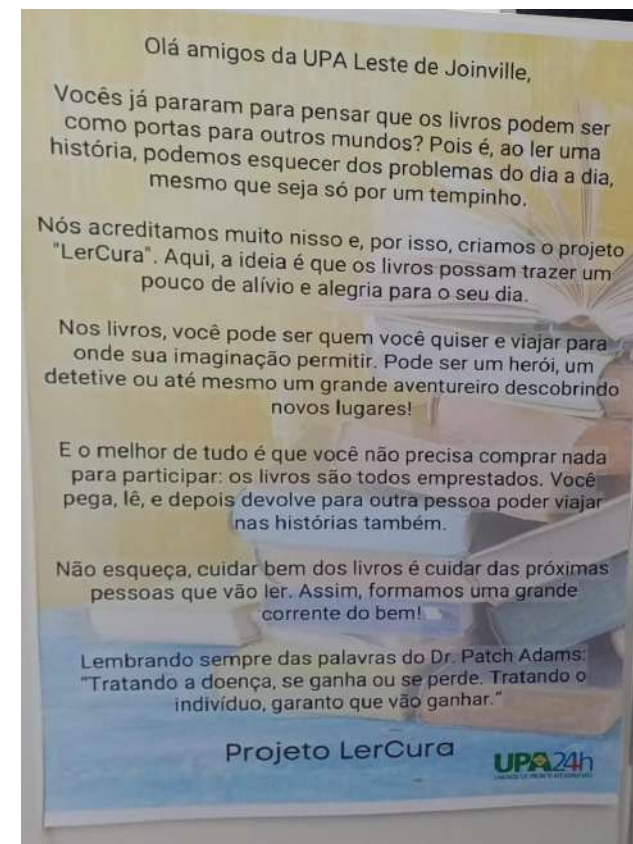 Olá amigos da UPA Leste de Joinville,
Vocês já pararam para pensar que os livros podem ser
como portas para outros mundos? Pois é, ao ler uma
história, podemos esquecer dos problemas do dia a dia,
mesmo que seja só por um tempinho.
Nós acreditamos muito nisso e, por isso, criamos o projeto
"LerCura". Aqui, a ideia é que os livros possam trazer um
pouco de alívio e alegria para o seu dia.
Nos livros, você pode ser quem você quiser e viajar para
onde sua imaginação permitir. Pode ser um herói, um
detetive ou até mesmo um grande aventureiro descobrindo
novos lugares!
E o melhor de tudo é que você não precisa comprar nada
para participar: os livros são todos emprestados. Você
pega, lê, e depois devolve para outra pessoa poder viajar
nas histórias também.
Não esqueça, cuidar bem dos livros é cuidar das próximas
pessoas que vão ler. Assim, formamos uma grande
corrente do bem!
Lembrando sempre das palavras do Dr. Patch Adams:
"Tratando a doença, se ganha ou se perde. Tratando o
indivíduo, garanto que vão ganhar."
Projeto LerCura
UPA24h
UNIDADE DE PRONTO ATENDIMENTO